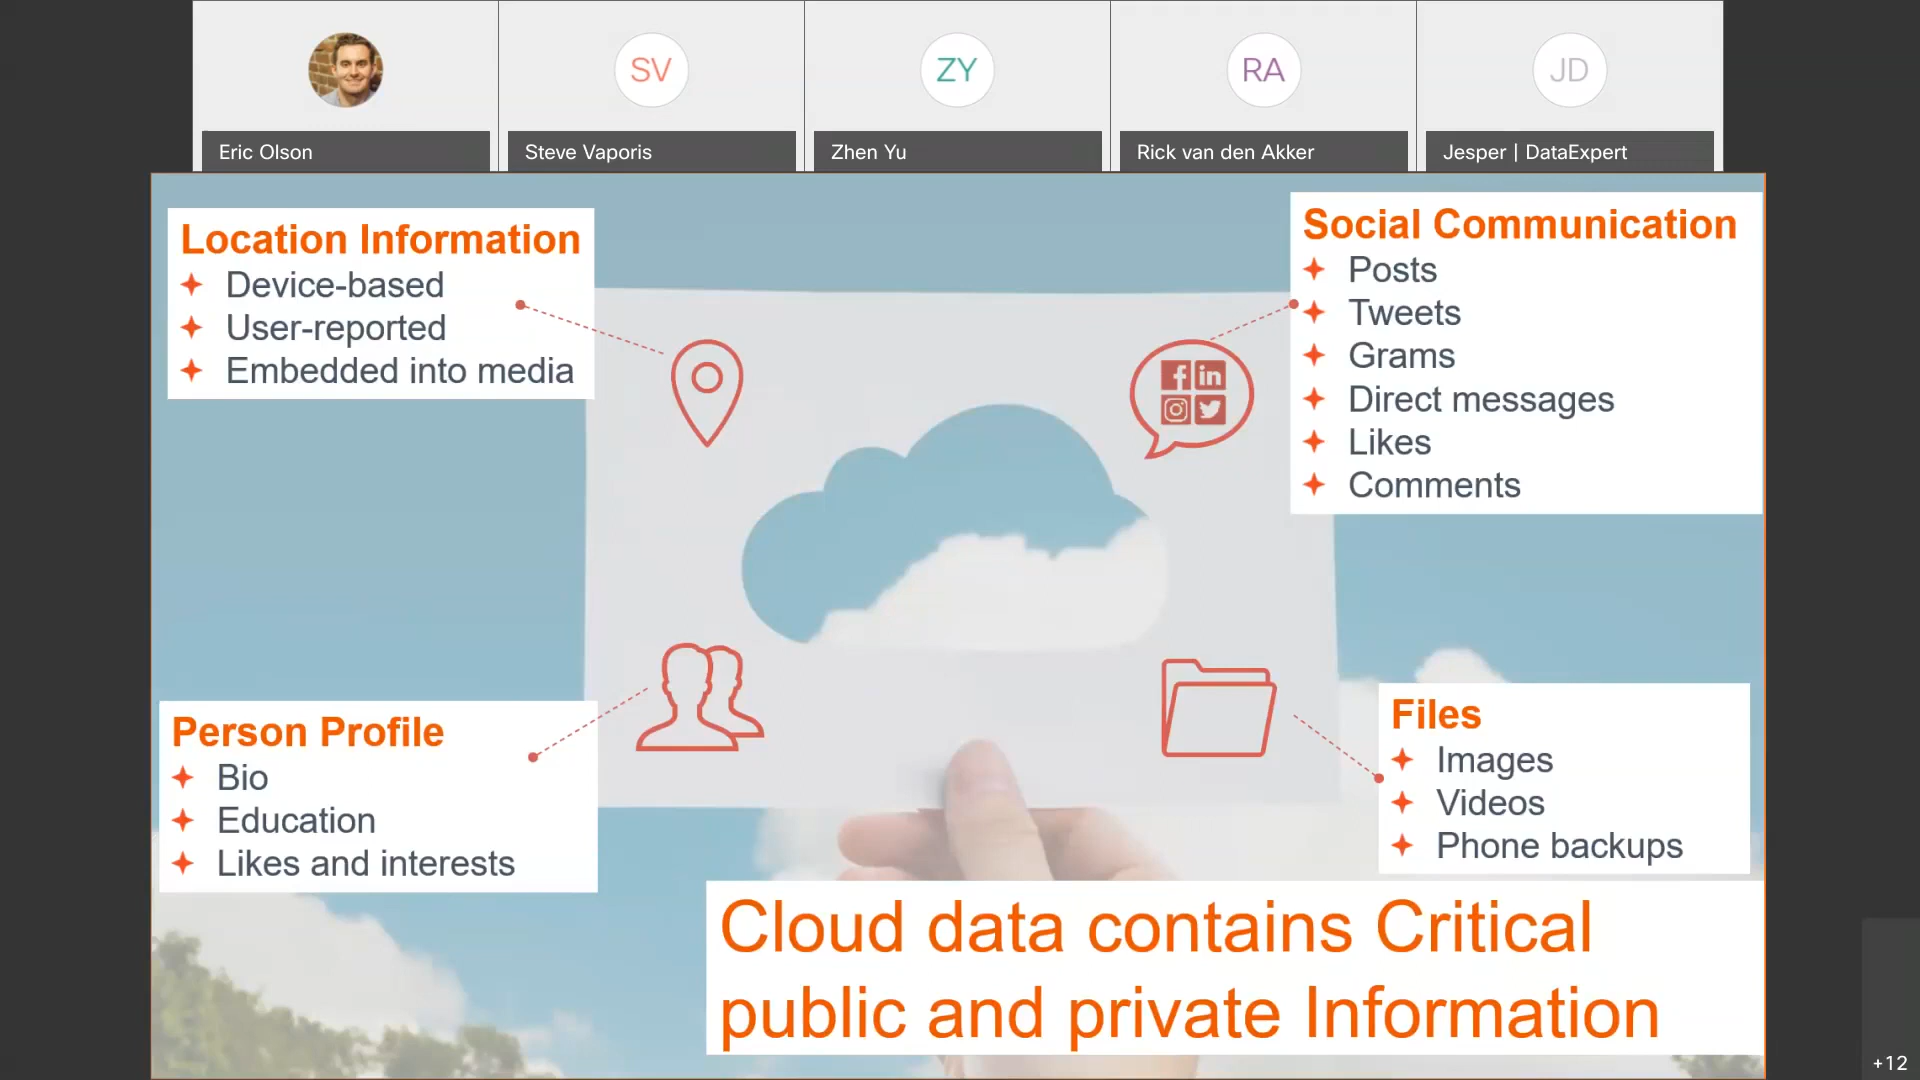 SV
ZY
RA
JD
Eric Olson
Steve Vaporis
Zhen Yu
Rick van den Akker
Jesper | DataExpert
Location Information
Device-based
User-reported
Embedded into media
Social Communication
Posts
Tweets
Grams
Direct messages
Likes
Comments
f in
Person Profile
Bio
Education
Likes and interests
Files
Images
Videos
Phone backups
Cloud data contains Critical
public and private Information
+12